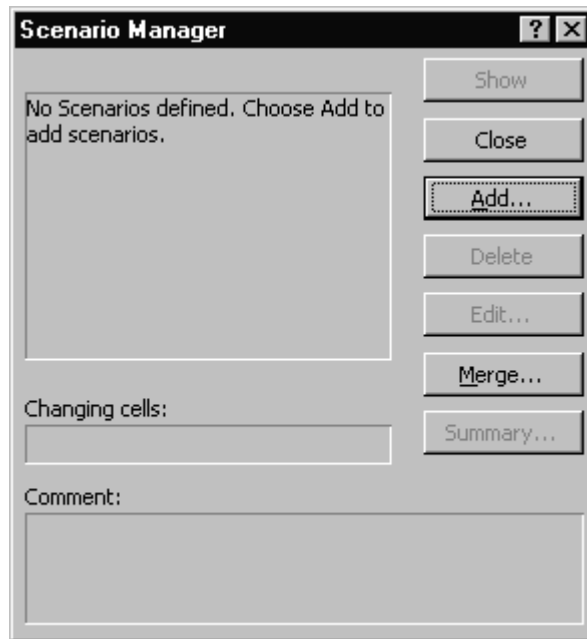 Scenario Manager
No Scenarios defined. Choose Add to
add scenarios.
Show
Close
Add...
Delete
Edit...
Merge...
Summary...
Changing cells:
Comment: